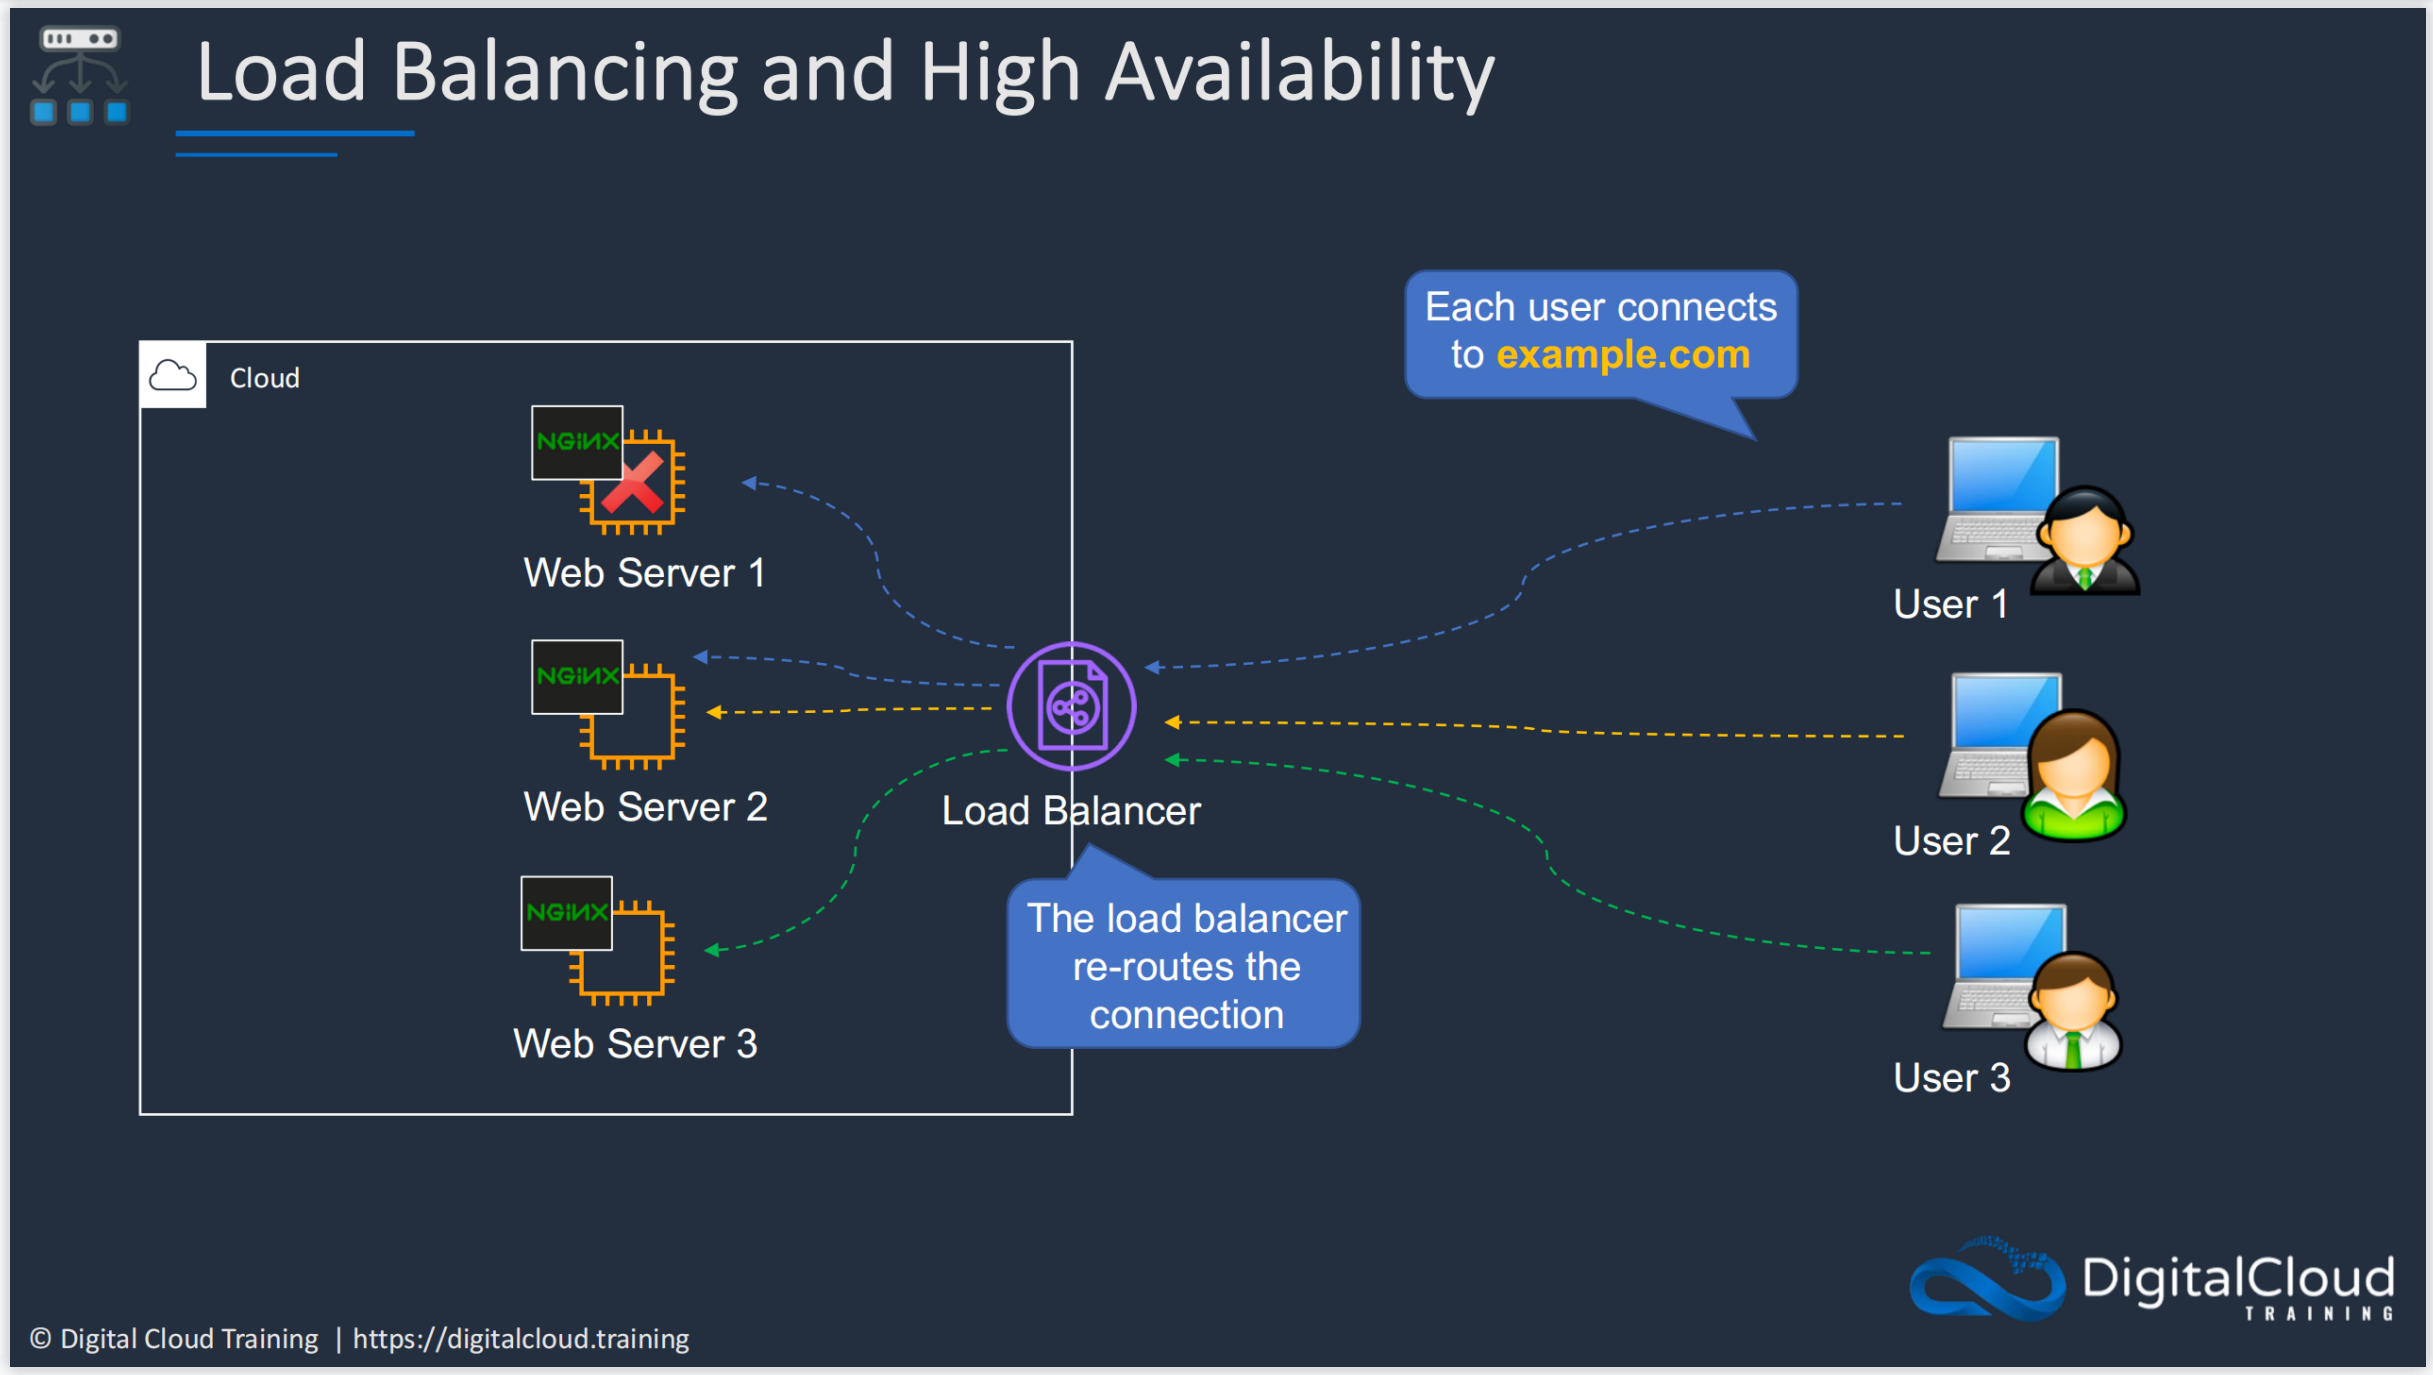 Load Balancing and High Availability
Each user connects
to example.com
Cloud
NGINX
Web Server 1
User 1
NGINX
Web Server 2
Load Balancer
User 2
The load balancer
re-routes the
connection
NGINX
Web Server 3
User 3
DigitalCloud
TRAINING
© Digital Cloud Training | https://digitalcloud.training